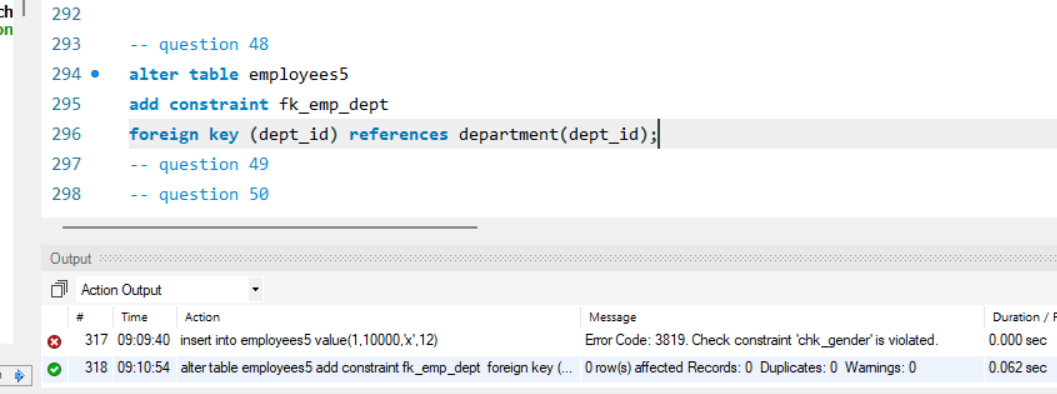 ch
on
292
293 -- question 48
294 alter table employees5
295 add constraint fk_emp_dept
296 foreign key (dept_id) references department(dept_id);
297 -- question 49
298 -- question 50
Output
Action Output
# Time Action Message Duration / F
317 09:09:40 insert into employees5 value(1,10000,'x',12) Error Code: 3819. Check constraint 'chk_gender' is violated. 0.000 sec
318 09:10:54 alter table employees5 add constraint fk_emp_dept foreign key (... 0 row(s) affected Records: 0 Duplicates: 0 Warnings: 0 0.062 sec